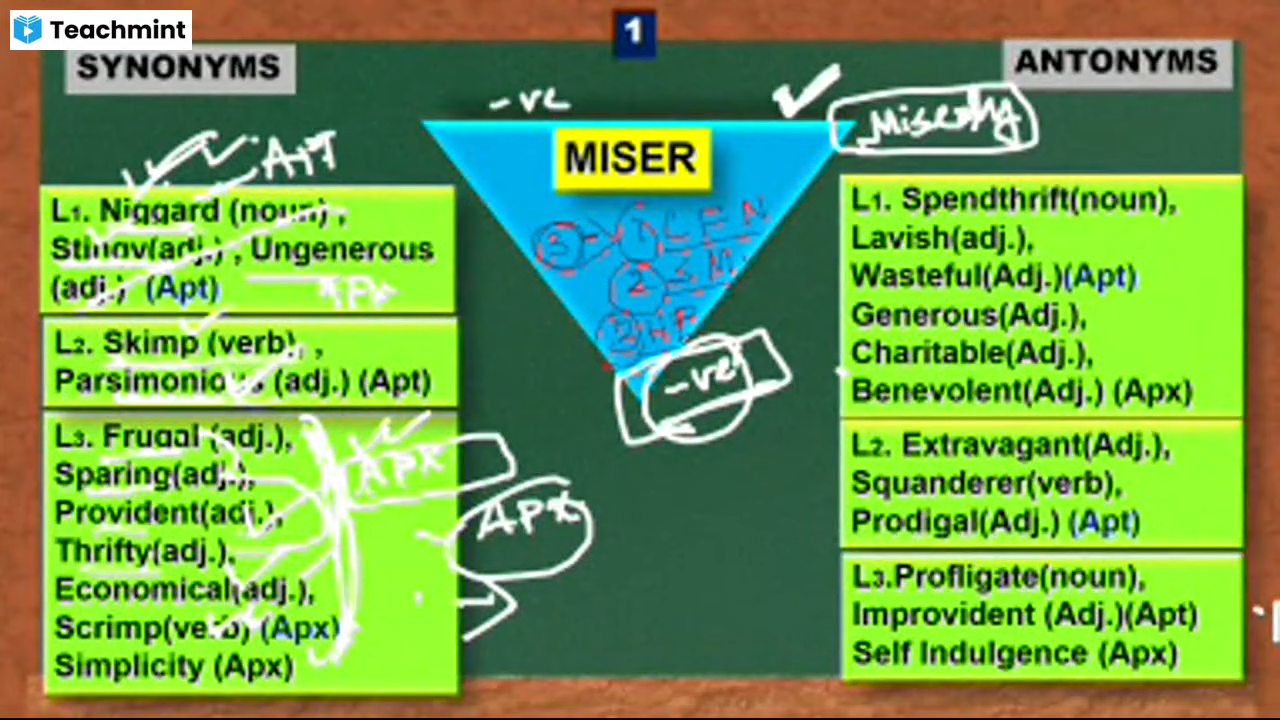 Teachmint
1
SYNONYMS
ANTONYMS
-ve
Miserly
MISER
APT
L1. Niggard (noun) ,
Stingy(adj.) , Ungenerous
(adj.) (Apt)
APX
L2. Skimp (verb), ,
Parsimonious (adj.) (Apt)
L3. Frugal (adj.),
Sparing(adj.),
Provident(adj.),
Thrifty(adj.),
Economical(adj.),
Scrimp(verb) (Apx)
Simplicity (Apx)
APX
APX
-ve
L1. Spendthrift(noun),
Lavish(adj.),
Wasteful(Adj.)(Apt)
Generous(Adj.),
Charitable(Adj.),
Benevolent(Adj.) (Apx)
L2. Extravagant(Adj.),
Squanderer(verb),
Prodigal(Adj.) (Apt)
L3.Profligate(noun),
Improvident (Adj.)(Apt)
Self Indulgence (Apx)